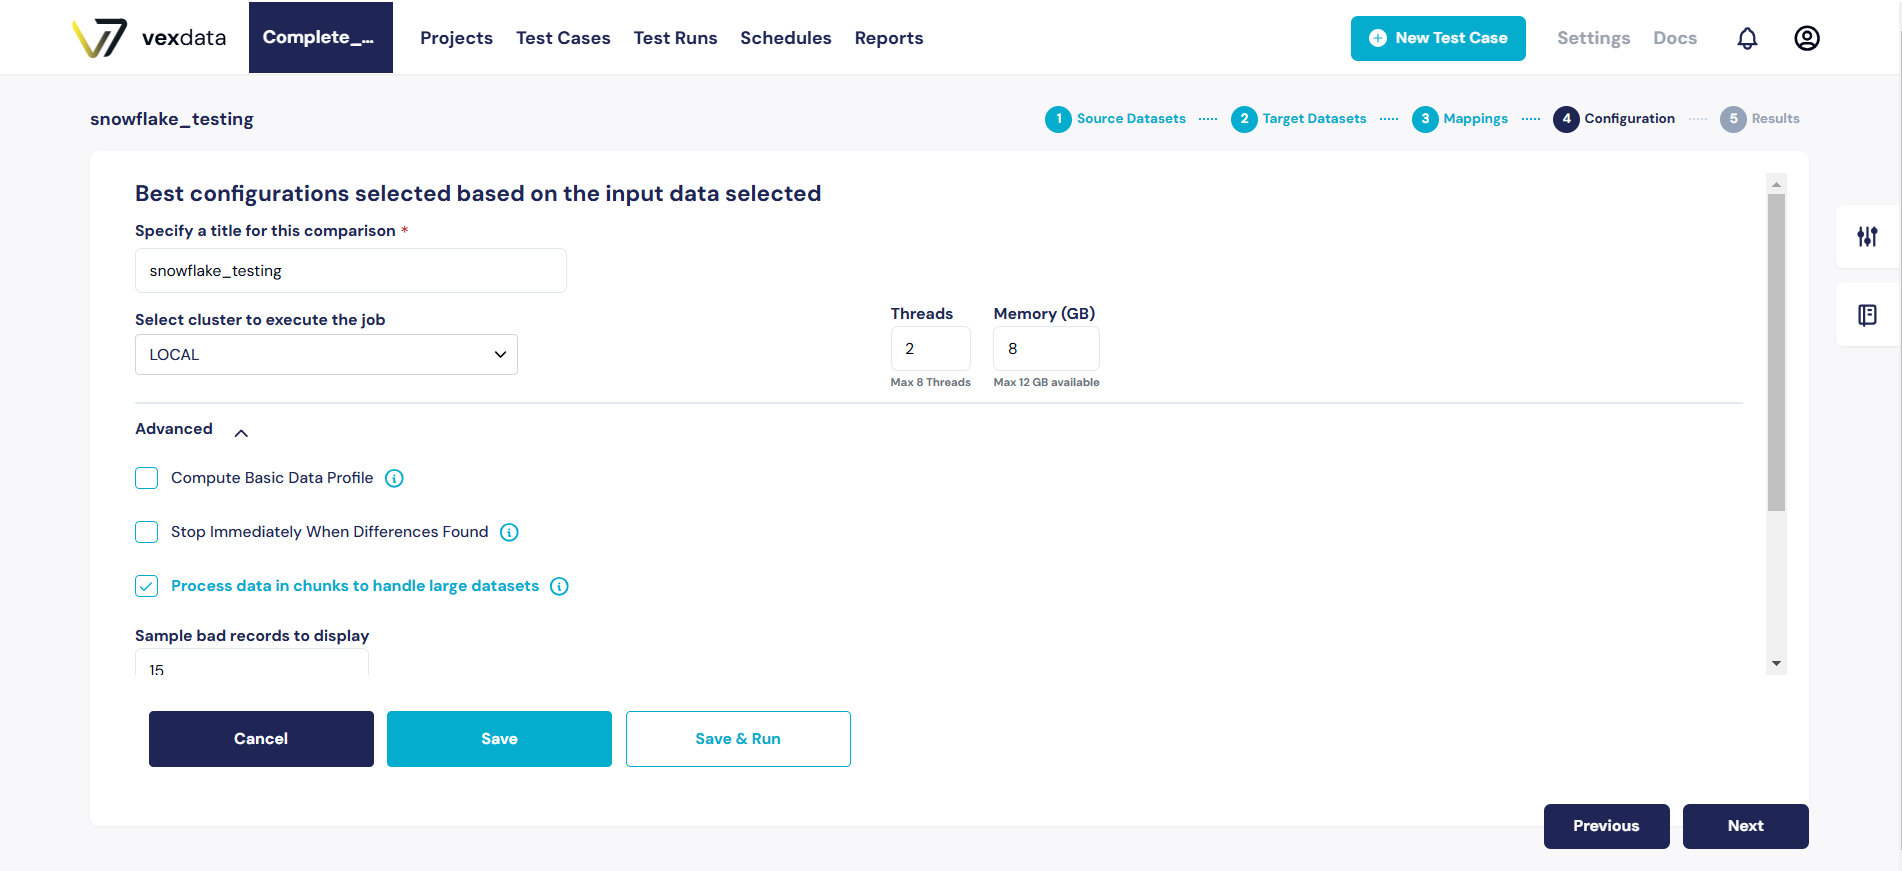 vexdata
Complete_...
Projects
Test Cases
Test Runs
Schedules
Reports
New Test Case
Settings
Docs
snowflake_testing
1 Source Datasets
2 Target Datasets
3 Mappings
4 Configuration
5 Results
Best configurations selected based on the input data selected
Specify a title for this comparison *
snowflake_testing
Select cluster to execute the job
LOCAL
Threads
2
Max 8 Threads
Memory (GB)
8
Max 12 GB available
Advanced
Compute Basic Data Profile
Stop Immediately When Differences Found
Process data in chunks to handle large datasets
Sample bad records to display
15
Cancel
Save
Save & Run
Previous
Next